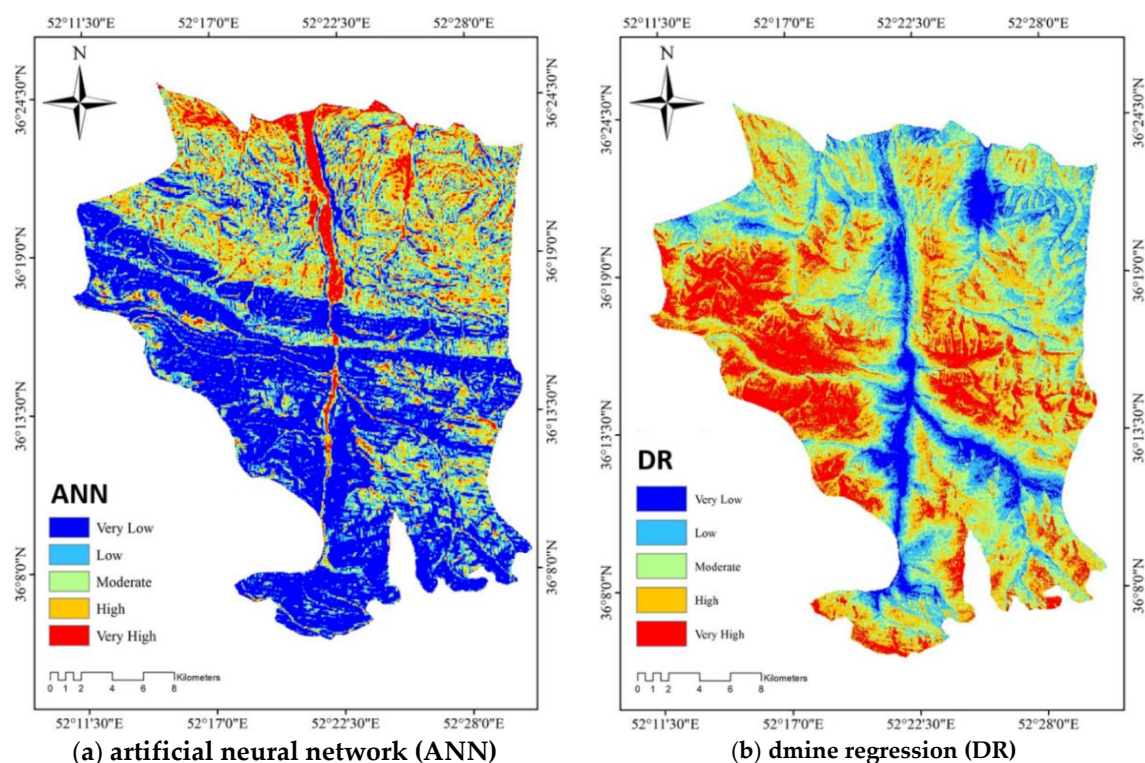 52°11'30"E 52°17'0"E 52°22'30"E 52°28'0"E
N
36°24'30"N 36°24'30"N
36°19'0"N 36°19'0"N
36°13'30"N 36°13'30"N
36°8'0"N 36°8'0"N
ANN
Very Low
Low
Moderate
High
Very High
0 1 2 4 6 8 Kilometers
52°11'30"E 52°17'0"E 52°22'30"E 52°28'0"E
(a) artificial neural network (ANN)
52°11'30"E 52°17'0"E 52°22'30"E 52°28'0"E
N
36°24'30"N 36°24'30"N
36°19'0"N 36°19'0"N
36°13'30"N 36°13'30"N
36°8'0"N 36°8'0"N
DR
Very Low
Low
Moderate
High
Very High
0 1 2 4 6 8 Kilometers
52°11'30"E 52°17'0"E 52°22'30"E 52°28'0"E
(b) dmine regression (DR)